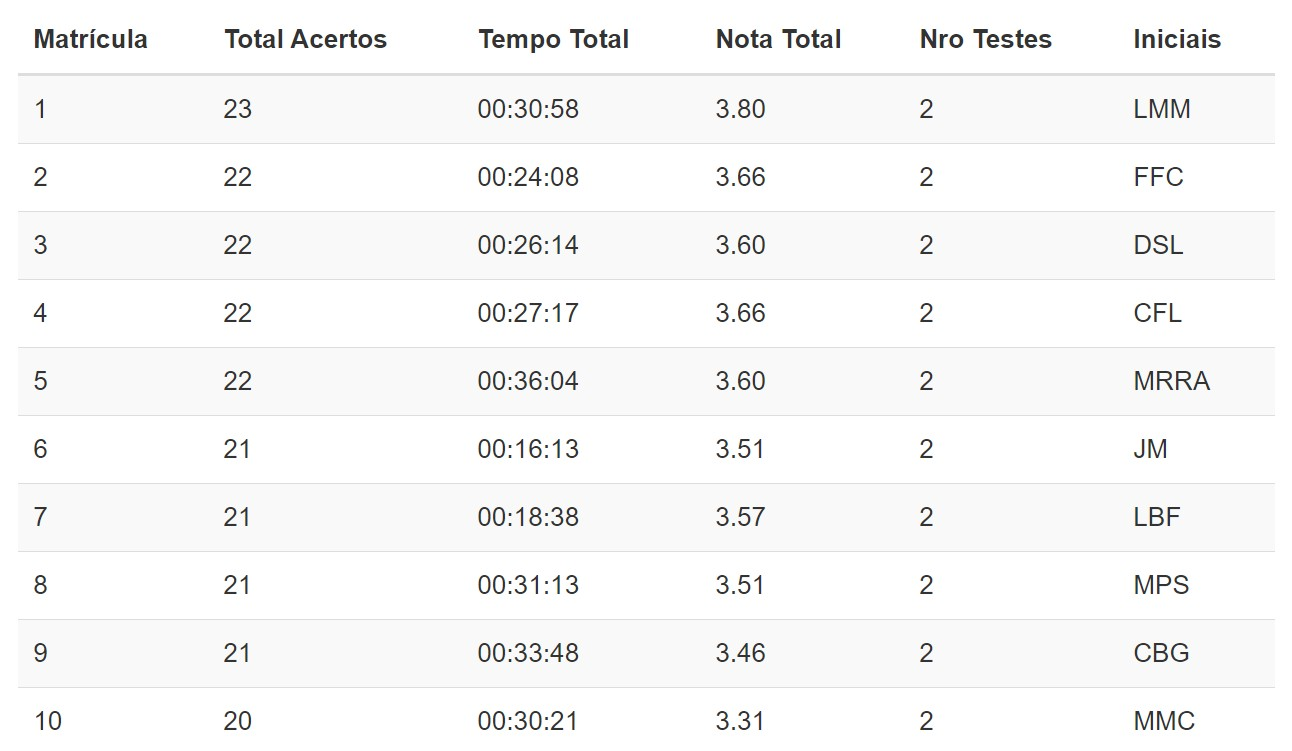 Matrícula Total Acertos Tempo Total Nota Total Nro Testes Iniciais
1 23 00:30:58 3.80 2 LMM
2 22 00:24:08 3.66 2 FFC
3 22 00:26:14 3.60 2 DSL
4 22 00:27:17 3.66 2 CFL
5 22 00:36:04 3.60 2 MRRA
6 21 00:16:13 3.51 2 JM
7 21 00:18:38 3.57 2 LBF
8 21 00:31:13 3.51 2 MPS
9 21 00:33:48 3.46 2 CBG
10 20 00:30:21 3.31 2 MMC